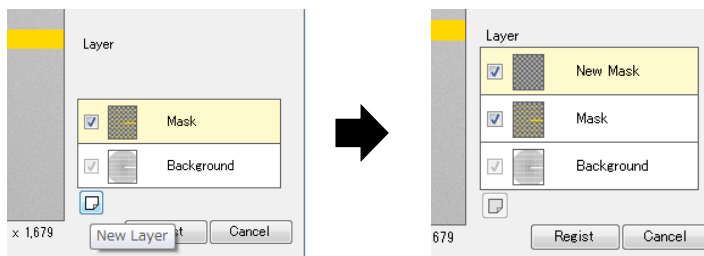 Layer
Mask
Background
x 1,679
New Layer
st
Cancel
Layer
New Mask
Mask
Background
679
Regist
Cancel